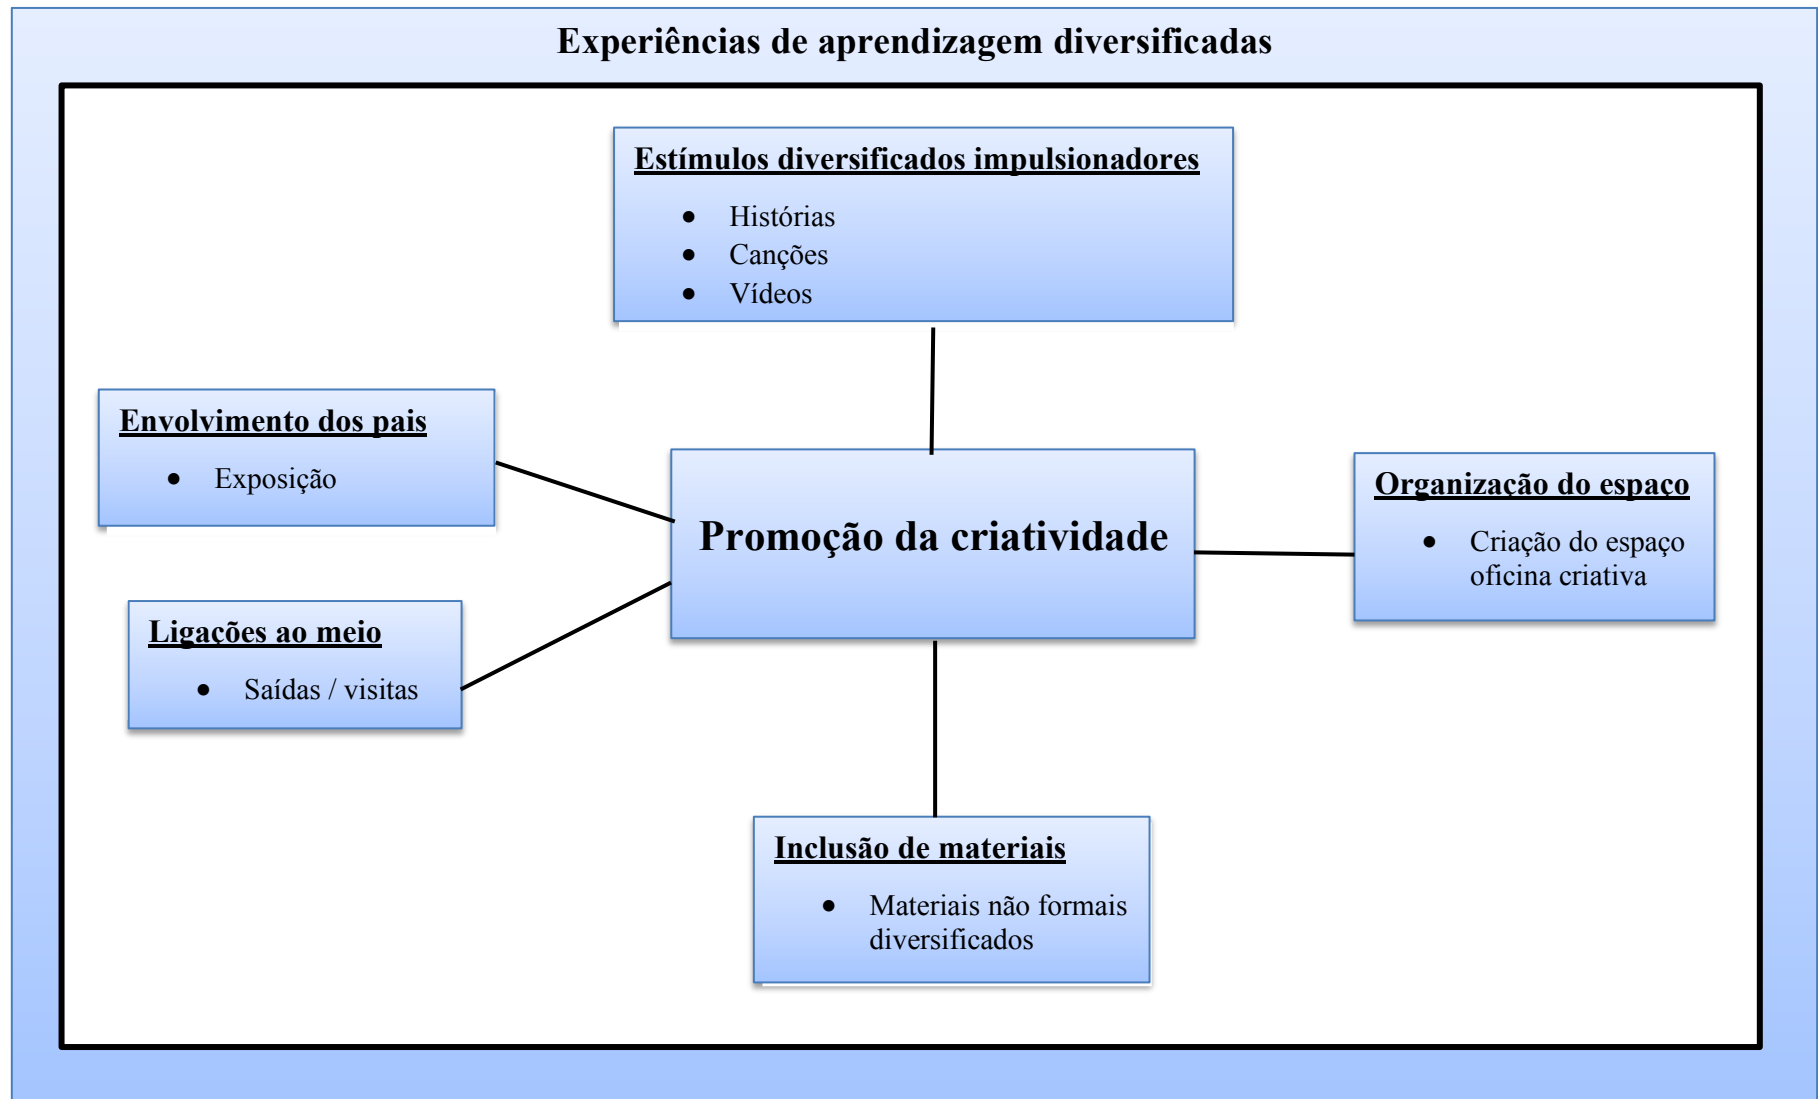 Experiências de aprendizagem diversificadas
Estímulos diversificados impulsionadores
• Histórias
• Canções
• Vídeos
Envolvimento dos pais
• Exposição
Promoção da criatividade
Organização do espaço
• Criação do espaço
oficina criativa
Ligações ao meio
• Saídas / visitas
Inclusão de materiais
• Materiais não formais
diversificados